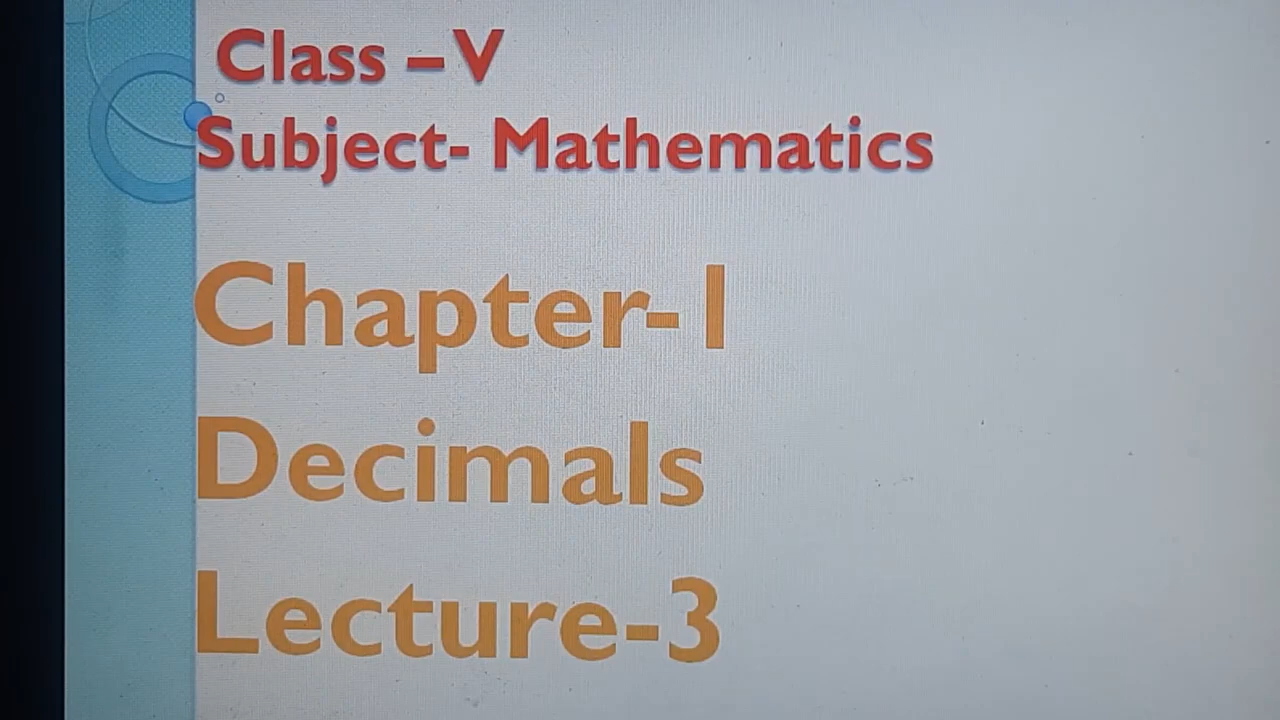 Class – V
Subject- Mathematics
Chapter-1
Decimals
Lecture-3